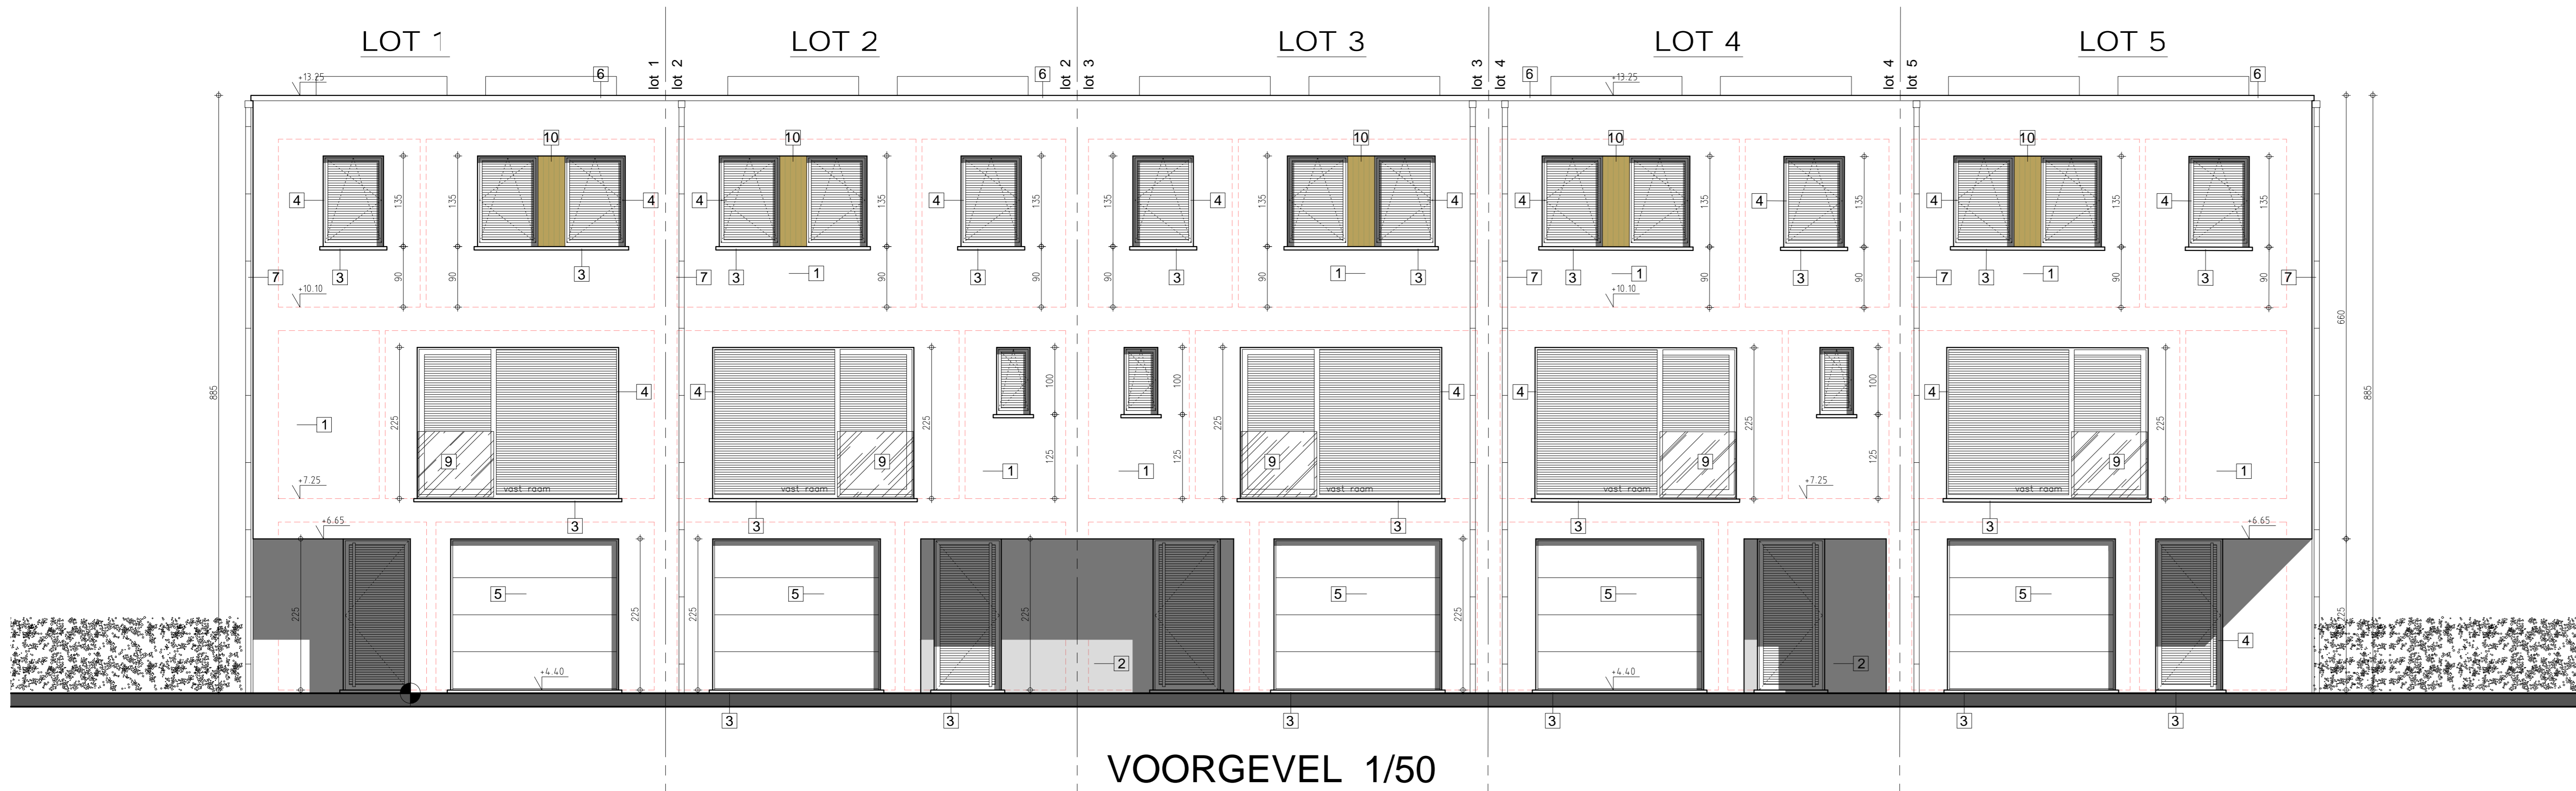 LOT 1 LOT 2 LOT 3 LOT 4 LOT 5
lot 1 lot 2 lot 2 lot 3 lot 3 lot 4 lot 4 lot 5
+13.25 6 6 6 +13.25 6
10 10 10 10 10
4 135 135 4 4 135 4 135 135 4 135 4 4 135 4 135 4 135 4 135
3 3
7 90 90 7 3 1 90 3 90 90 3 90 1 3 7 3 1 90 3 90 7 3 1 90 3 90 7
+10.10 +10.10
660
100 100
885 4 4 4 4 4 885
225 1 225 225 225 225
9 9 125 1 1 125 9 9 125 9 1
+7.25 +7.25
vast raam vast raam vast raam vast raam vast raam
3 3 3 3 3
+6.65 +6.65
5 5 5 5 5
225 225 225 225 225 225
4
2 2
+4.40 +4.40
3 3 3 3 3 3
VOORGEVEL 1/50